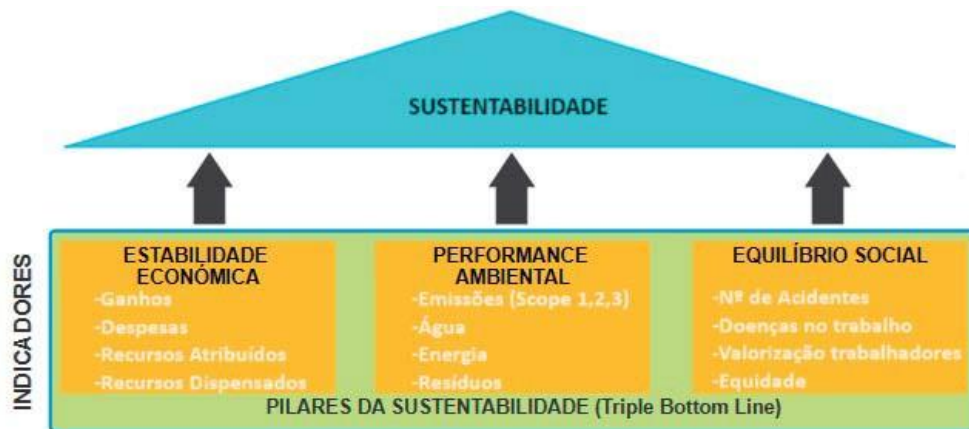 SUSTENTABILIDADE
INDICADORES
ESTABILIDADE
ECONÓMICA
-Ganhos
-Despesas
-Recursos Atribuídos
-Recursos Dispensados
PERFORMANCE
AMBIENTAL
-Emissões (Scope 1,2,3)
-Água
-Energia
-Resíduos
EQUILÍBRIO SOCIAL
-Nº de Acidentes
-Doenças no trabalho
-Valorização trabalhadores
-Equidade
PILARES DA SUSTENTABILIDADE (Triple Bottom Line)